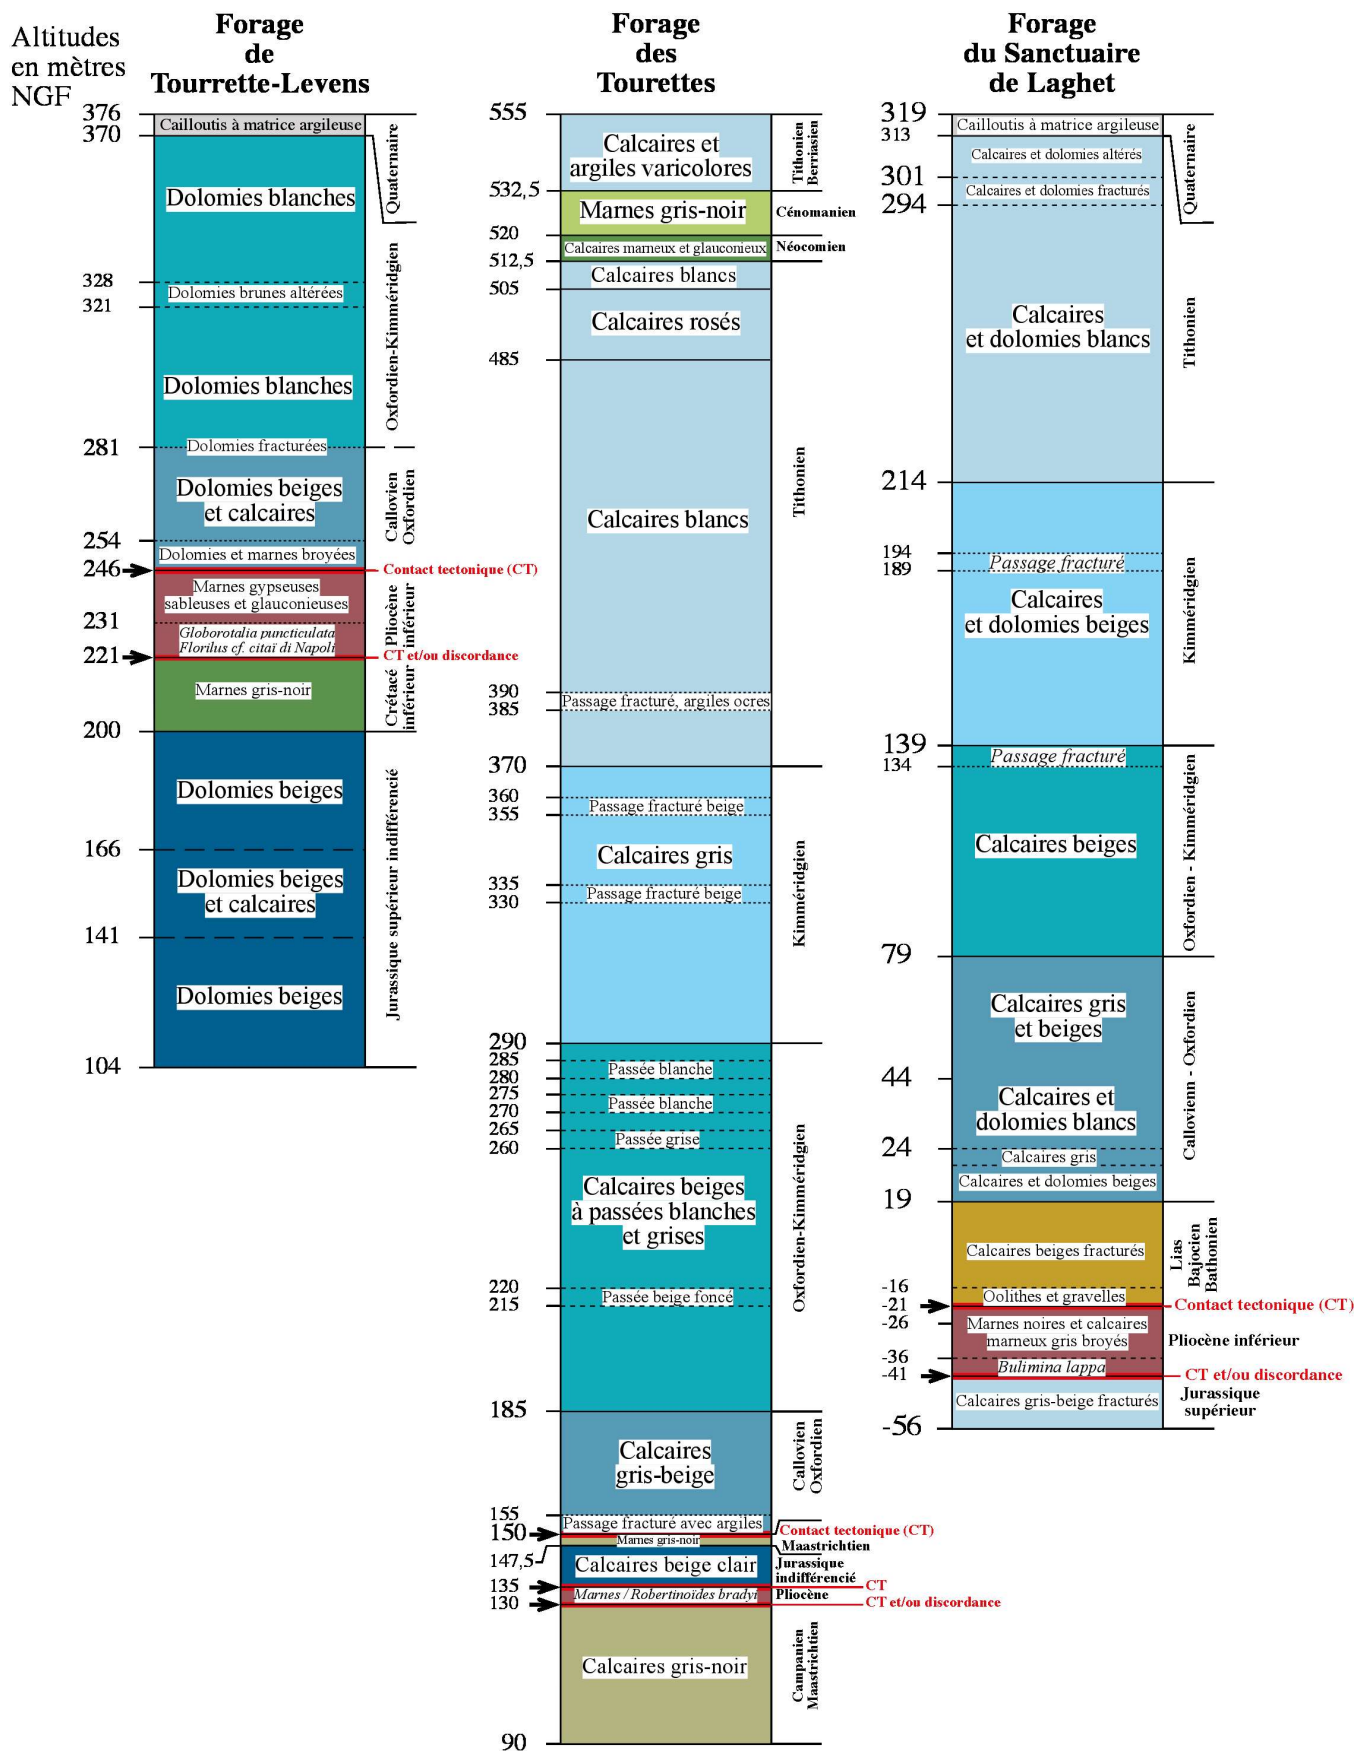 Altitudes
en mètres
NGF
Forage
de
Tourrette-Levens
376
Cailloutis à matrice argileuse
370
Quaternaire
Dolomies blanches
328
Dolomies brunes altérées
321
Dolomies blanches
Oxfordien-Kimméridgien
281
Dolomies fracturées
Dolomies beiges
et calcaires
Callovien
Oxfordien
254
Dolomies et marnes broyées
246
Contact tectonique (CT)
Marnes gypseuses
sableuses et glauconieuses
231
Globorotalia puncticulata
Florilus cf. citaï di Napoli
Pliocène
inférieur
221
CT et/ou discordance
Marnes gris-noir
Crétacé
inférieur
200
Dolomies beiges
166
Dolomies beiges
et calcaires
141
Dolomies beiges
Jurassique supérieur indifférencié
104
Forage
des
Tourettes
555
Calcaires et
argiles varicolores
Tithonien
Berriasien
532,5
Marnes gris-noir
Cénomanien
520
Calcaires marneux et glauconieux
Néocomien
512,5
Calcaires blancs
505
Calcaires rosés
485
Calcaires blancs
Tithonien
390
Passage fracturé, argiles ocres
385
370
360
Passage fracturé beige
355
Calcaires gris
335
Passage fracturé beige
330
Kimméridgien
290
285
Passée blanche
280
275
Passée blanche
270
265
Passée grise
260
Calcaires beiges
à passées blanches
et grises
Oxfordien-Kimméridgien
220
Passée beige foncé
215
185
Calcaires
gris-beige
Callovien
Oxfordien
155
Passage fracturé avec argiles
150
Contact tectonique (CT)
Marnes gris-noir
Maastrichtien
147,5
Calcaires beige clair
Jurassique
indifférencié
135
CT
Marnes / Robertinoïdes bradyi
Pliocène
130
CT et/ou discordance
Calcaires gris-noir
Campanien
Maastrichtien
90
Forage
du Sanctuaire
de Laghet
319
Cailloutis à matrice argileuse
313
Quaternaire
Calcaires et dolomies altérés
301
Calcaires et dolomies fracturés
294
Calcaires
et dolomies blancs
Tithonien
214
194
Passage fracturé
189
Calcaires
et dolomies beiges
Kimméridgien
139
Passage fracturé
134
Calcaires beiges
Oxfordien - Kimméridgien
79
Calcaires gris
et beiges
44
Calcaires et
dolomies blancs
24
Calcaires gris
Calcaires et dolomies beiges
Callovienn - Oxfordien
19
Calcaires beiges fracturés
Lias
Bajocien
Bathonien
-16
Oolithes et gravelles
-21
Contact tectonique (CT)
-26
Marnes noires et calcaires
marneux gris broyés
Pliocène inférieur
-36
Bulimina lappa
-41
CT et/ou discordance
Calcaires gris-beige fracturés
Jurassique
supérieur
-56